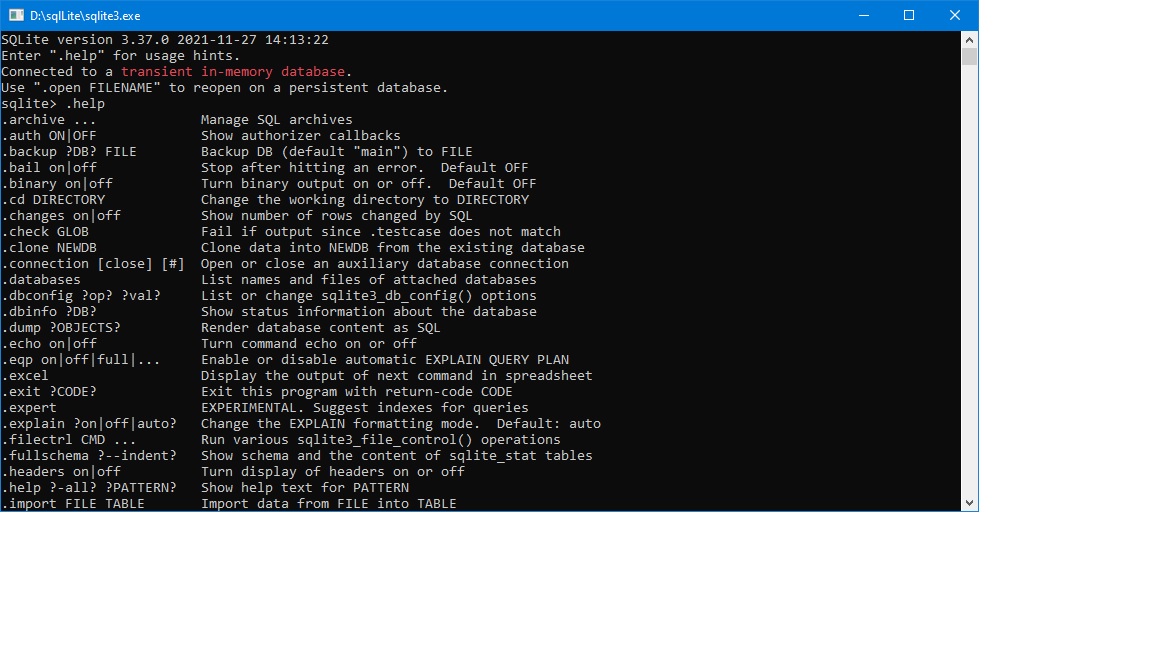 D:\sqlLite\sqlite3.exe
SQLite version 3.37.0 2021-11-27 14:13:22
Enter ".help" for usage hints.
Connected to a transient in-memory database.
Use ".open FILENAME" to reopen on a persistent database.
sqlite> .help
.archive ...             Manage SQL archives
.auth ON|OFF             Show authorizer callbacks
.backup ?DB? FILE        Backup DB (default "main") to FILE
.bail on|off             Stop after hitting an error.  Default OFF
.binary on|off           Turn binary output on or off.  Default OFF
.cd DIRECTORY            Change the working directory to DIRECTORY
.changes on|off          Show number of rows changed by SQL
.check GLOB              Fail if output since .testcase does not match
.clone NEWDB             Clone data into NEWDB from the existing database
.connection [close] [#]  Open or close an auxiliary database connection
.databases               List names and files of attached databases
.dbconfig ?op? ?val?     List or change sqlite3_db_config() options
.dbinfo ?DB?             Show status information about the database
.dump ?OBJECTS?          Render database content as SQL
.echo on|off             Turn command echo on or off
.eqp on|off|full|...     Enable or disable automatic EXPLAIN QUERY PLAN
.excel                   Display the output of next command in spreadsheet
.exit ?CODE?             Exit this program with return-code CODE
.expert                  EXPERIMENTAL. Suggest indexes for queries
.explain ?on|off|auto?   Change the EXPLAIN formatting mode.  Default: auto
.filectrl CMD ...        Run various sqlite3_file_control() operations
.fullschema ?--indent?   Show schema and the content of sqlite_stat tables
.headers on|off          Turn display of headers on or off
.help ?-all? ?PATTERN?   Show help text for PATTERN
.import FILE TABLE       Import data from FILE into TABLE